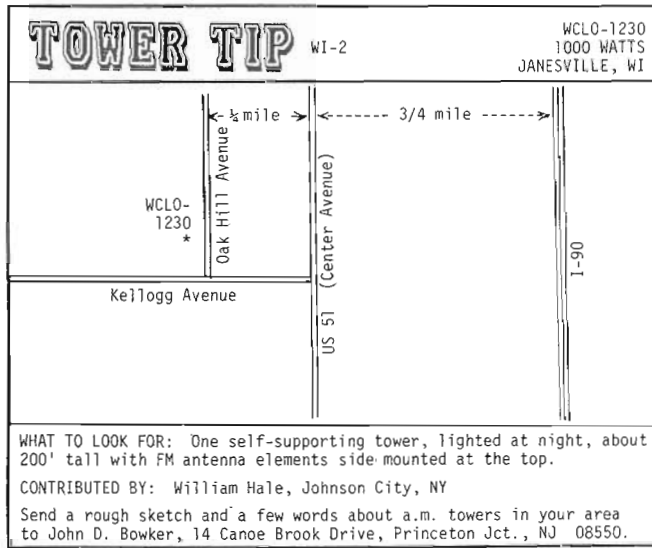 TOWER TIP WI-2
WCLO-1230
1000 WATTS
JANESVILLE, WI
¼ mile
3/4 mile
Oak Hill Avenue
WCLO-
1230
*
US 51 (Center Avenue)
I-90
Kellogg Avenue
WHAT TO LOOK FOR: One self-supporting tower, lighted at night, about
200' tall with FM antenna elements side mounted at the top.
CONTRIBUTED BY: William Hale, Johnson City, NY
Send a rough sketch and a few words about a.m. towers in your area
to John D. Bowker, 14 Canoe Brook Drive, Princeton Jct., NJ 08550.